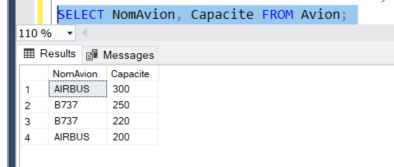 SELECT NomAvion, Capacite FROM Avion;
110 %
Results Messages
NomAvion Capacite
1 AIRBUS 300
2 B737 250
3 B737 220
4 AIRBUS 200